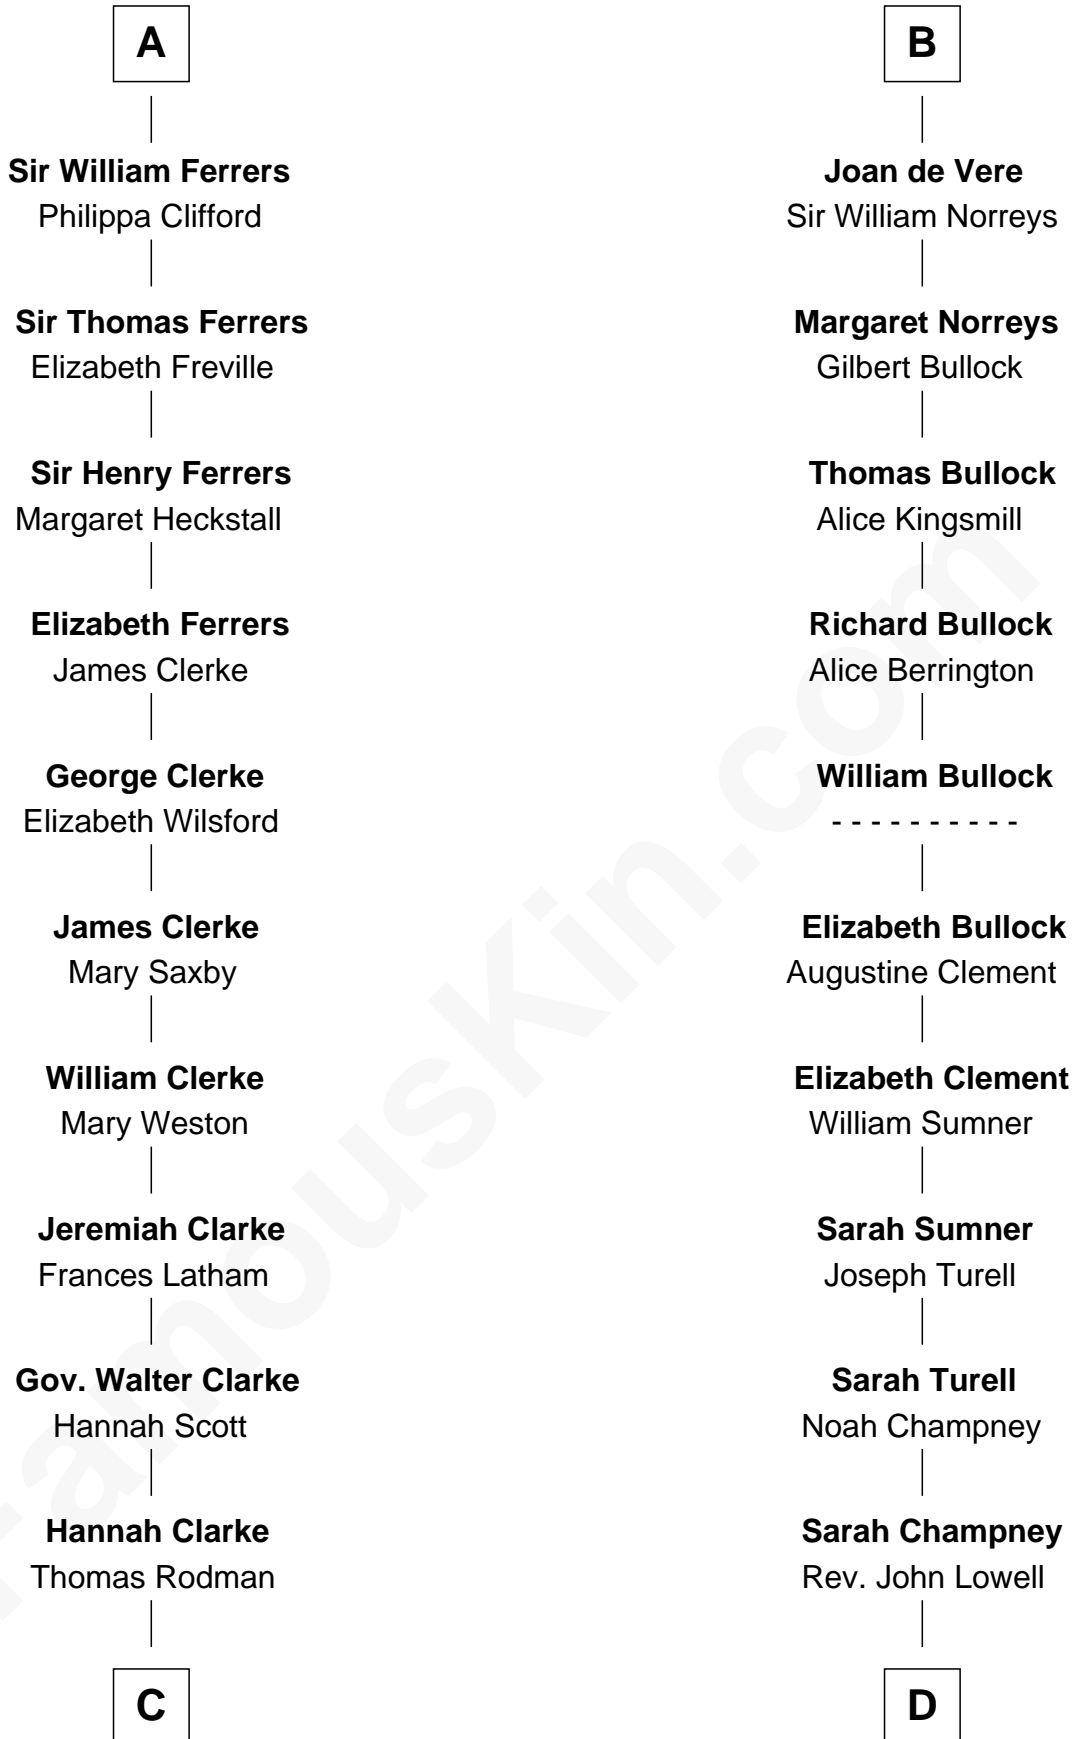 A
Sir William Ferrers
Philippa Clifford
Sir Thomas Ferrers
Elizabeth Freville
Sir Henry Ferrers
Margaret Heckstall
Elizabeth Ferrers
James Clerke
George Clerke
Elizabeth Wilsford
James Clerke
Mary Saxby
William Clerke
Mary Weston
Jeremiah Clarke
Frances Latham
Gov. Walter Clarke
Hannah Scott
Hannah Clarke
Thomas Rodman
C
B
Joan de Vere
Sir William Norreys
Margaret Norreys
Gilbert Bullock
Thomas Bullock
Alice Kingsmill
Richard Bullock
Alice Berrington
William Bullock
- - - - - - - - - -
Elizabeth Bullock
Augustine Clement
Elizabeth Clement
William Sumner
Sarah Sumner
Joseph Turell
Sarah Turell
Noah Champney
Sarah Champney
Rev. John Lowell
D
FamousKin.com